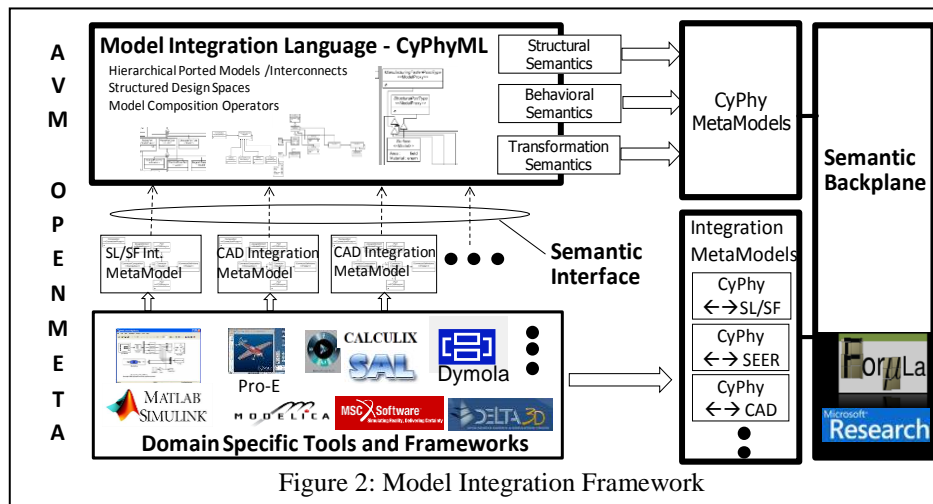 AVM OPENMETA
Model Integration Language - CyPhyML
Hierarchical Ported Models /Interconnects
Structured Design Spaces
Model Composition Operators
Structural
Semantics
Behavioral
Semantics
Transformation
Semantics
CyPhy
MetaModels
Semantic
Backplane
SL/SF Int.
MetaModel
CAD Integration
MetaModel
CAD Integration
MetaModel
Semantic
Interface
Integration
MetaModels
CyPhy
←→SL/SF
CyPhy
←→ SEER
CyPhy
←→ CAD
MATLAB
SIMULINK
Pro-E
MODELICA
CALCULIX
SAL
MSC Software
Dymola
DELTA3D
Domain Specific Tools and Frameworks
Microsoft
Research
Figure 2: Model Integration Framework